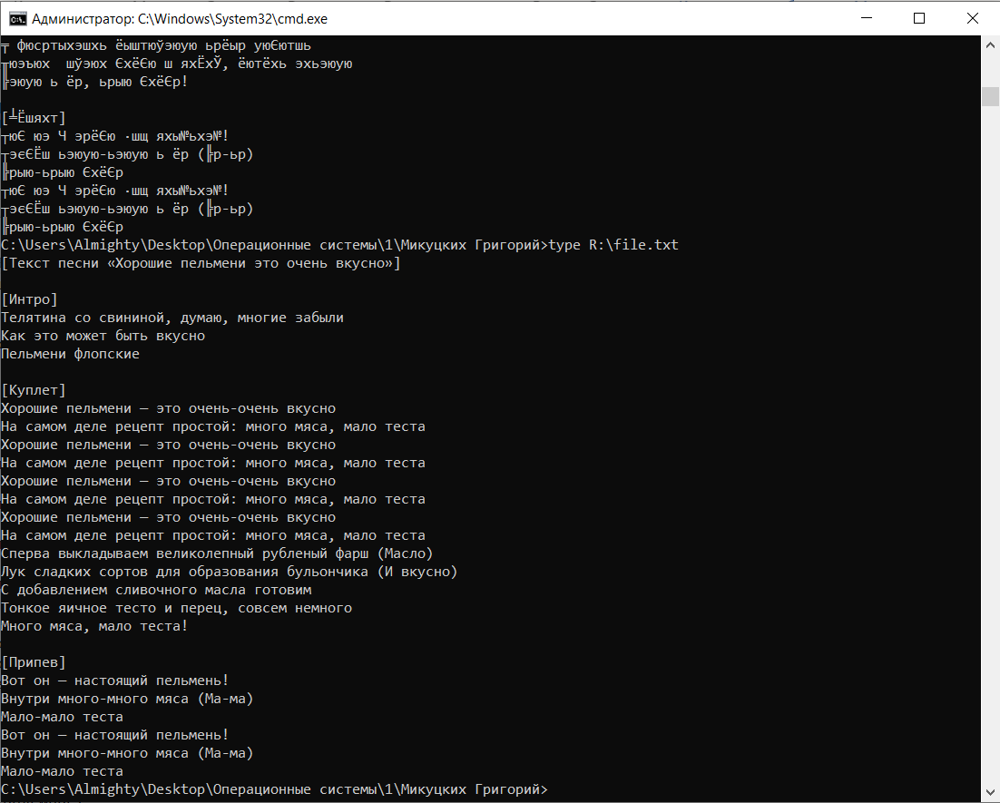 Администратор: C:\Windows\System32\cmd.exe
╤ фюсртыхэшхь ёыштюўэюую ьрёыр уюЄютшь
╥юэъюх  шўэюх ЄхёЄю ш яхЁхЎ, ёютёхь эхьэюую
╠эюую ь ёр, ьрыю ЄхёЄр!
[╧Ёшяхт]
┬юЄ юэ Ч эрёЄю ∙шщ яхы№ьхэ№!
┬эєЄЁш ьэюую-ьэюую ь ёр (╠р-ьр)
╠рыю-ьрыю ЄхёЄр
┬юЄ юэ Ч эрёЄю ∙шщ яхы№ьхэ№!
┬эєЄЁш ьэюую-ьэюую ь ёр (╠р-ьр)
╠рыю-ьрыю ЄхёЄр
C:\Users\Almighty\Desktop\Операционные системы\1\Микуцких Григорий>type R:\file.txt
[Текст песни «Хорошие пельмени это очень вкусно»]
[Интро]
Телятина со свининой, думаю, многие забыли
Как это может быть вкусно
Пельмени флопские
[Куплет]
Хорошие пельмени — это очень-очень вкусно
На самом деле рецепт простой: много мяса, мало теста
Хорошие пельмени — это очень-очень вкусно
На самом деле рецепт простой: много мяса, мало теста
Хорошие пельмени — это очень-очень вкусно
На самом деле рецепт простой: много мяса, мало теста
Хорошие пельмени — это очень-очень вкусно
На самом деле рецепт простой: много мяса, мало теста
Сперва выкладываем великолепный рубленый фарш (Масло)
Лук сладких сортов для образования бульончика (И вкусно)
С добавлением сливочного масла готовим
Тонкое яичное тесто и перец, совсем немного
Много мяса, мало теста!
[Припев]
Вот он — настоящий пельмень!
Внутри много-много мяса (Ма-ма)
Мало-мало теста
Вот он — настоящий пельмень!
Внутри много-много мяса (Ма-ма)
Мало-мало теста
C:\Users\Almighty\Desktop\Операционные системы\1\Микуцких Григорий>